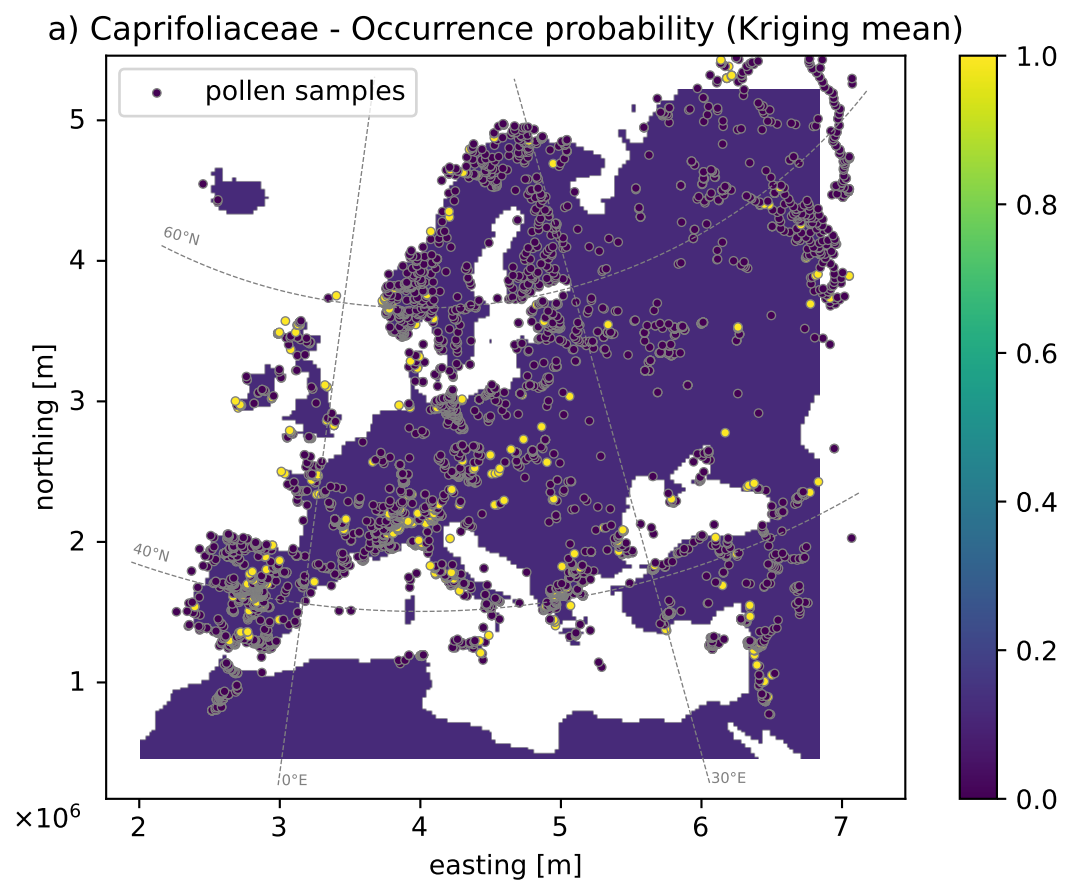 a) Caprifoliaceae - Occurrence probability (Kriging mean)
pollen samples
60°N
40°N
0°E
30°E
5
4
3
2
1
northing [m]
×10⁶
2
3
4
5
6
7
easting [m]
1.0
0.8
0.6
0.4
0.2
0.0